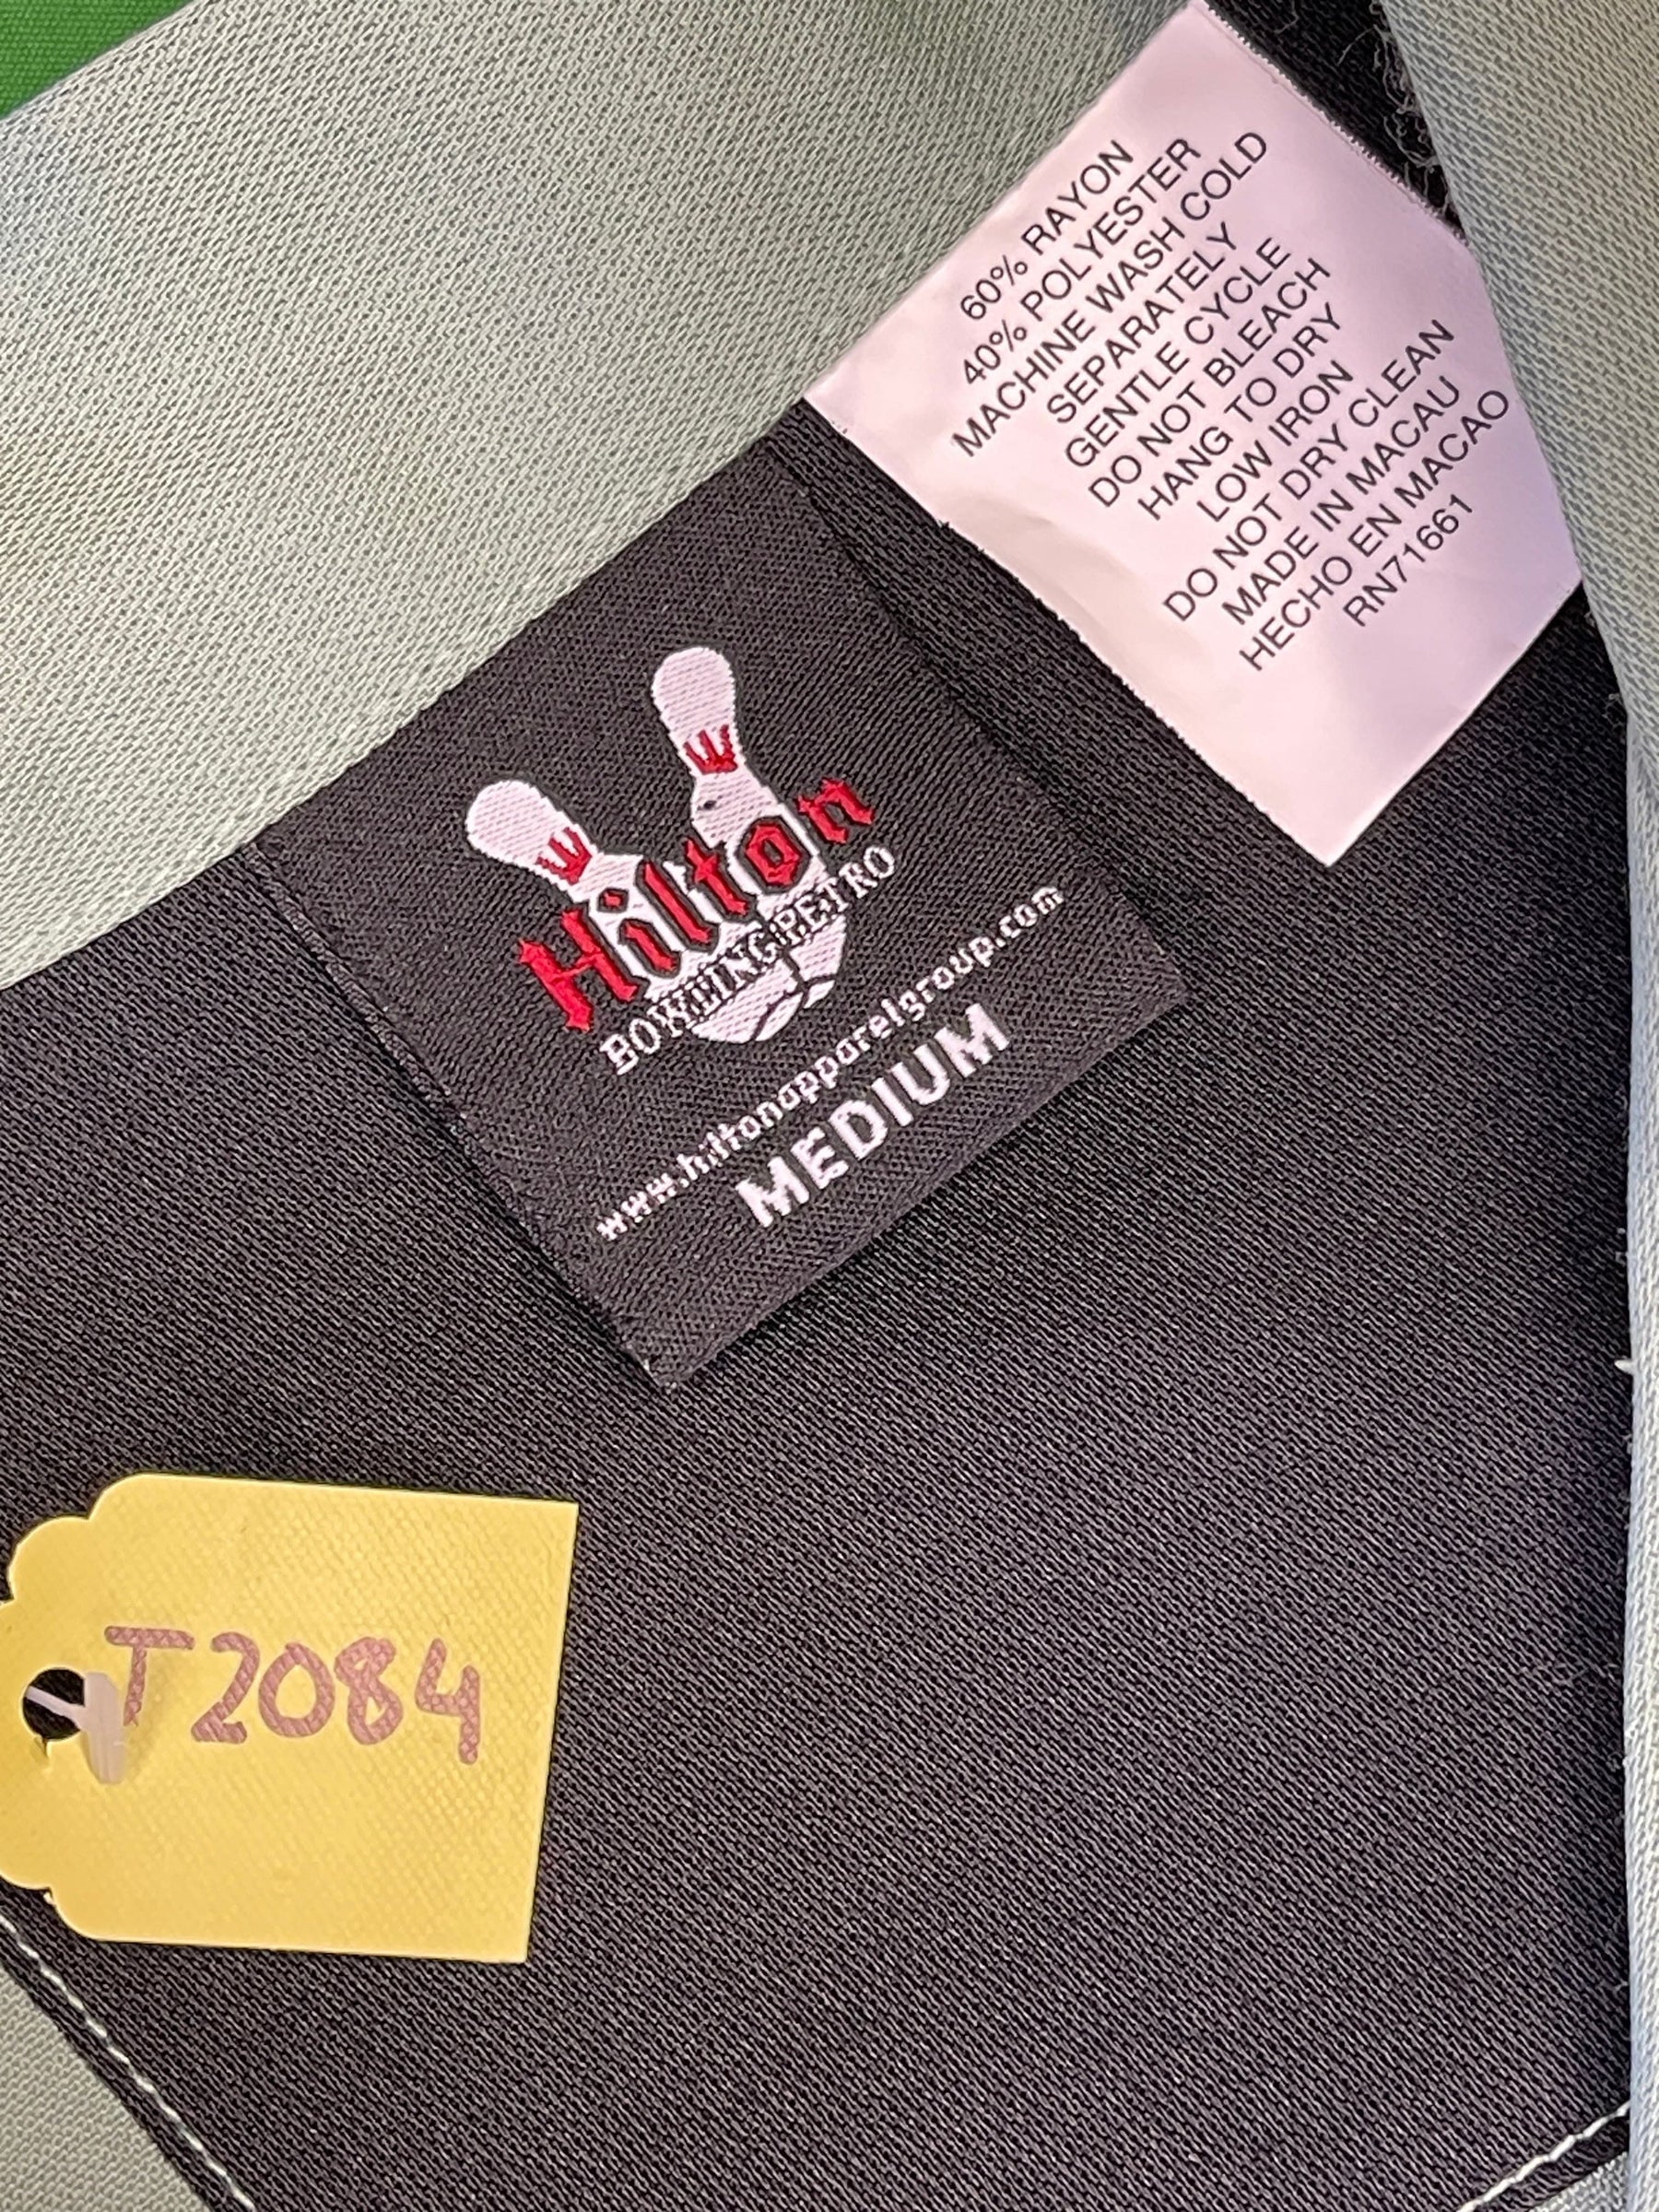 60% RAYON
40% POLYESTER
MACHINE WASH COLD
SEPARATELY
GENTLE CYCLE
DO NOT BLEACH
HANG TO DRY
LOW IRON
DO NOT DRY CLEAN
MADE IN MACAU
HECHO EN MACAO
RN71661
Hilton
BOWLING RETRO
www.hiltonapparelgroup.com
MEDIUM
T2084